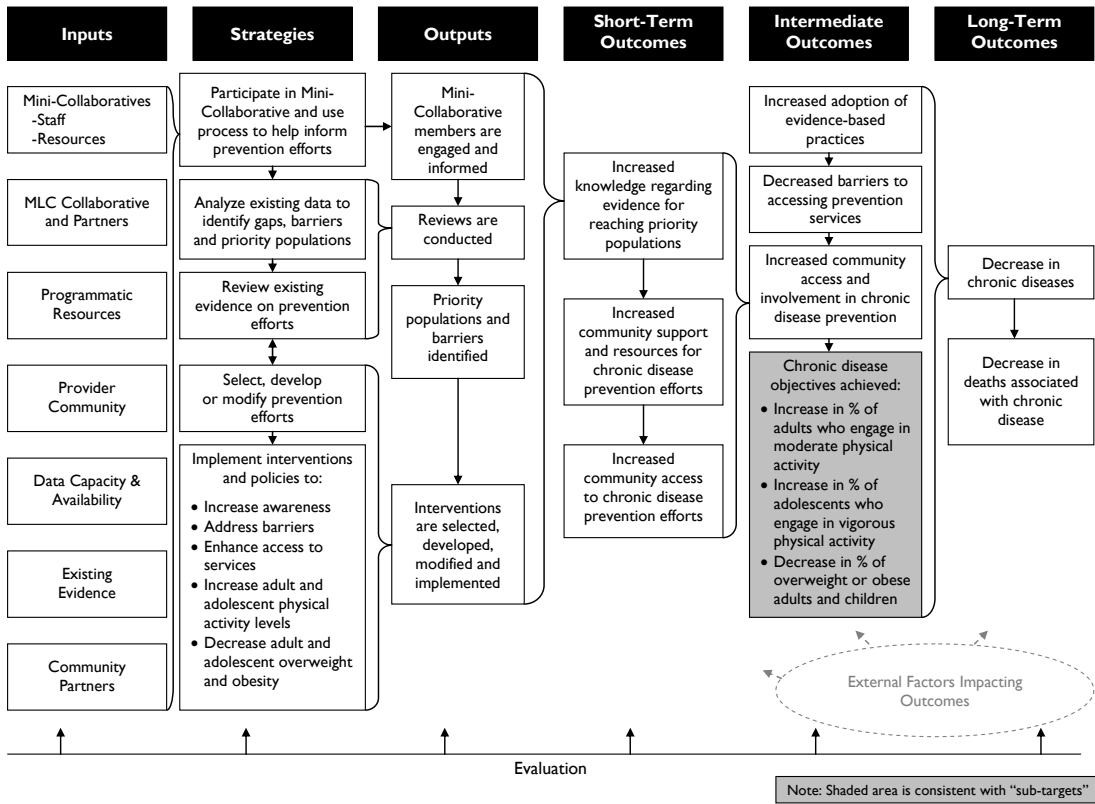 Inputs
Strategies
Outputs
Short-Term
Outcomes
Intermediate
Outcomes
Long-Term
Outcomes
Mini-Collaboratives
-Staff
-Resources
MLC Collaborative
and Partners
Programmatic
Resources
Provider
Community
Data Capacity &
Availability
Existing
Evidence
Community
Partners
Participate in Mini-
Collaborative and use
process to help inform
prevention efforts
Analyze existing data to
identify gaps, barriers
and priority populations
Review existing
evidence on prevention
efforts
Select, develop
or modify prevention
efforts
Implement interventions
and policies to:
• Increase awareness
• Address barriers
• Enhance access to
services
• Increase adult and
adolescent physical
activity levels
• Decrease adult and
adolescent overweight
and obesity
Mini-
Collaborative
members are
engaged and
informed
Reviews are
conducted
Priority
populations and
barriers
identified
Interventions
are selected,
developed,
modified and
implemented
Increased
knowledge regarding
evidence for
reaching priority
populations
Increased
community support
and resources for
chronic disease
prevention efforts
Increased
community access
to chronic disease
prevention efforts
Increased adoption of
evidence-based
practices
Decreased barriers to
accessing prevention
services
Increased community
access and
involvement in chronic
disease prevention
Chronic disease
objectives achieved:
• Increase in % of
adults who engage in
moderate physical
activity
• Increase in % of
adolescents who
engage in vigorous
physical activity
• Decrease in % of
overweight or obese
adults and children
Decrease in
chronic diseases
Decrease in
deaths associated
with chronic
disease
External Factors Impacting
Outcomes
Evaluation
Note: Shaded area is consistent with “sub-targets”